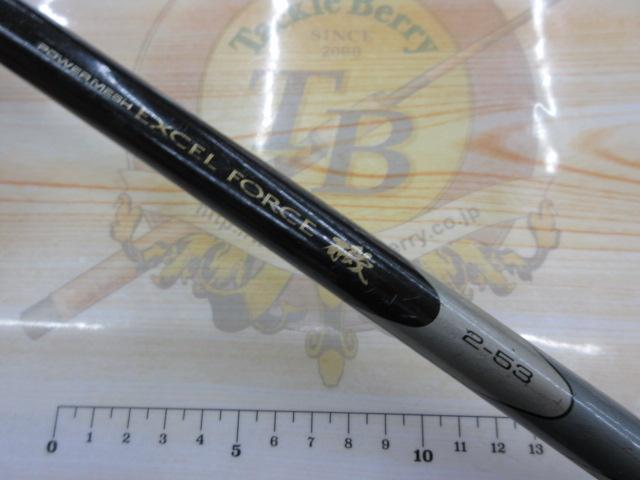 Tackle Berry
SINCE
2000
TB
POWERMESH EXCEL FORCE
2-53
0 1 2 3 4 5 6 7 8 9 10 11 12 13